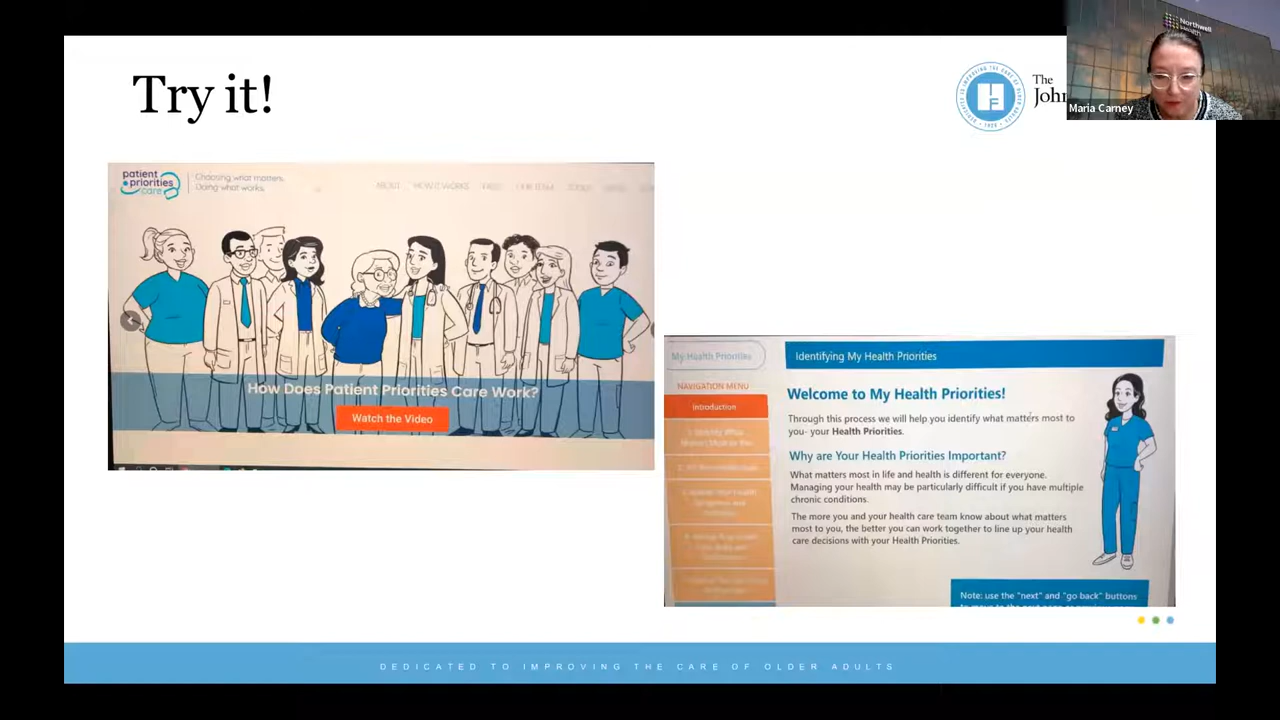 Try it!
The
John
Northwell
Health
Maria Carney
patient
priorities
care
Choosing what matters.
Doing what works.
ABOUT
HOW IT WORKS
How Does Patient Priorities Care Work?
Watch the Video
My Health Priorities
Identifying My Health Priorities
NAVIGATION MENU
Introduction
Welcome to My Health Priorities!
Through this process we will help you identify what matters most to
you- your Health Priorities.
Why are Your Health Priorities Important?
What matters most in life and health is different for everyone.
Managing your health may be particularly difficult if you have multiple
chronic conditions.
The more you and your health care team know about what matters
most to you, the better you can work together to line up your health
care decisions with your Health Priorities.
Note: use the "next" and "go back" buttons
DEDICATED TO IMPROVING THE CARE OF OLDER ADULTS